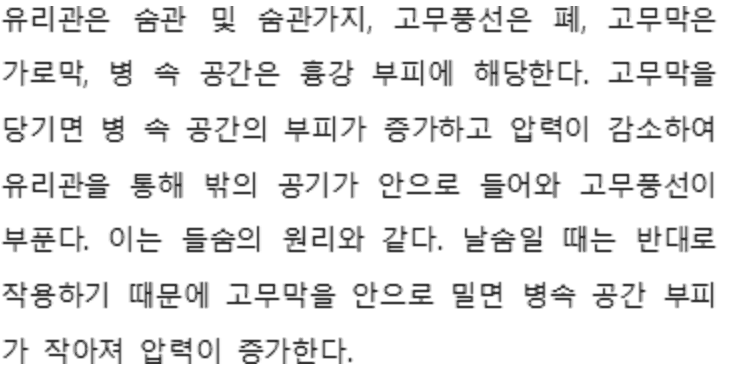 유리관은 숨관 및 숨관가지, 고무풍선은 폐, 고무막은
가로막, 병 속 공간은 흉강 부피에 해당한다. 고무막을
당기면 병 속 공간의 부피가 증가하고 압력이 감소하여
유리관을 통해 밖의 공기가 안으로 들어와 고무풍선이
부푼다. 이는 들숨의 원리와 같다. 날숨일 때는 반대로
작용하기 때문에 고무막을 안으로 밀면 병속 공간 부피
가 작아져 압력이 증가한다.